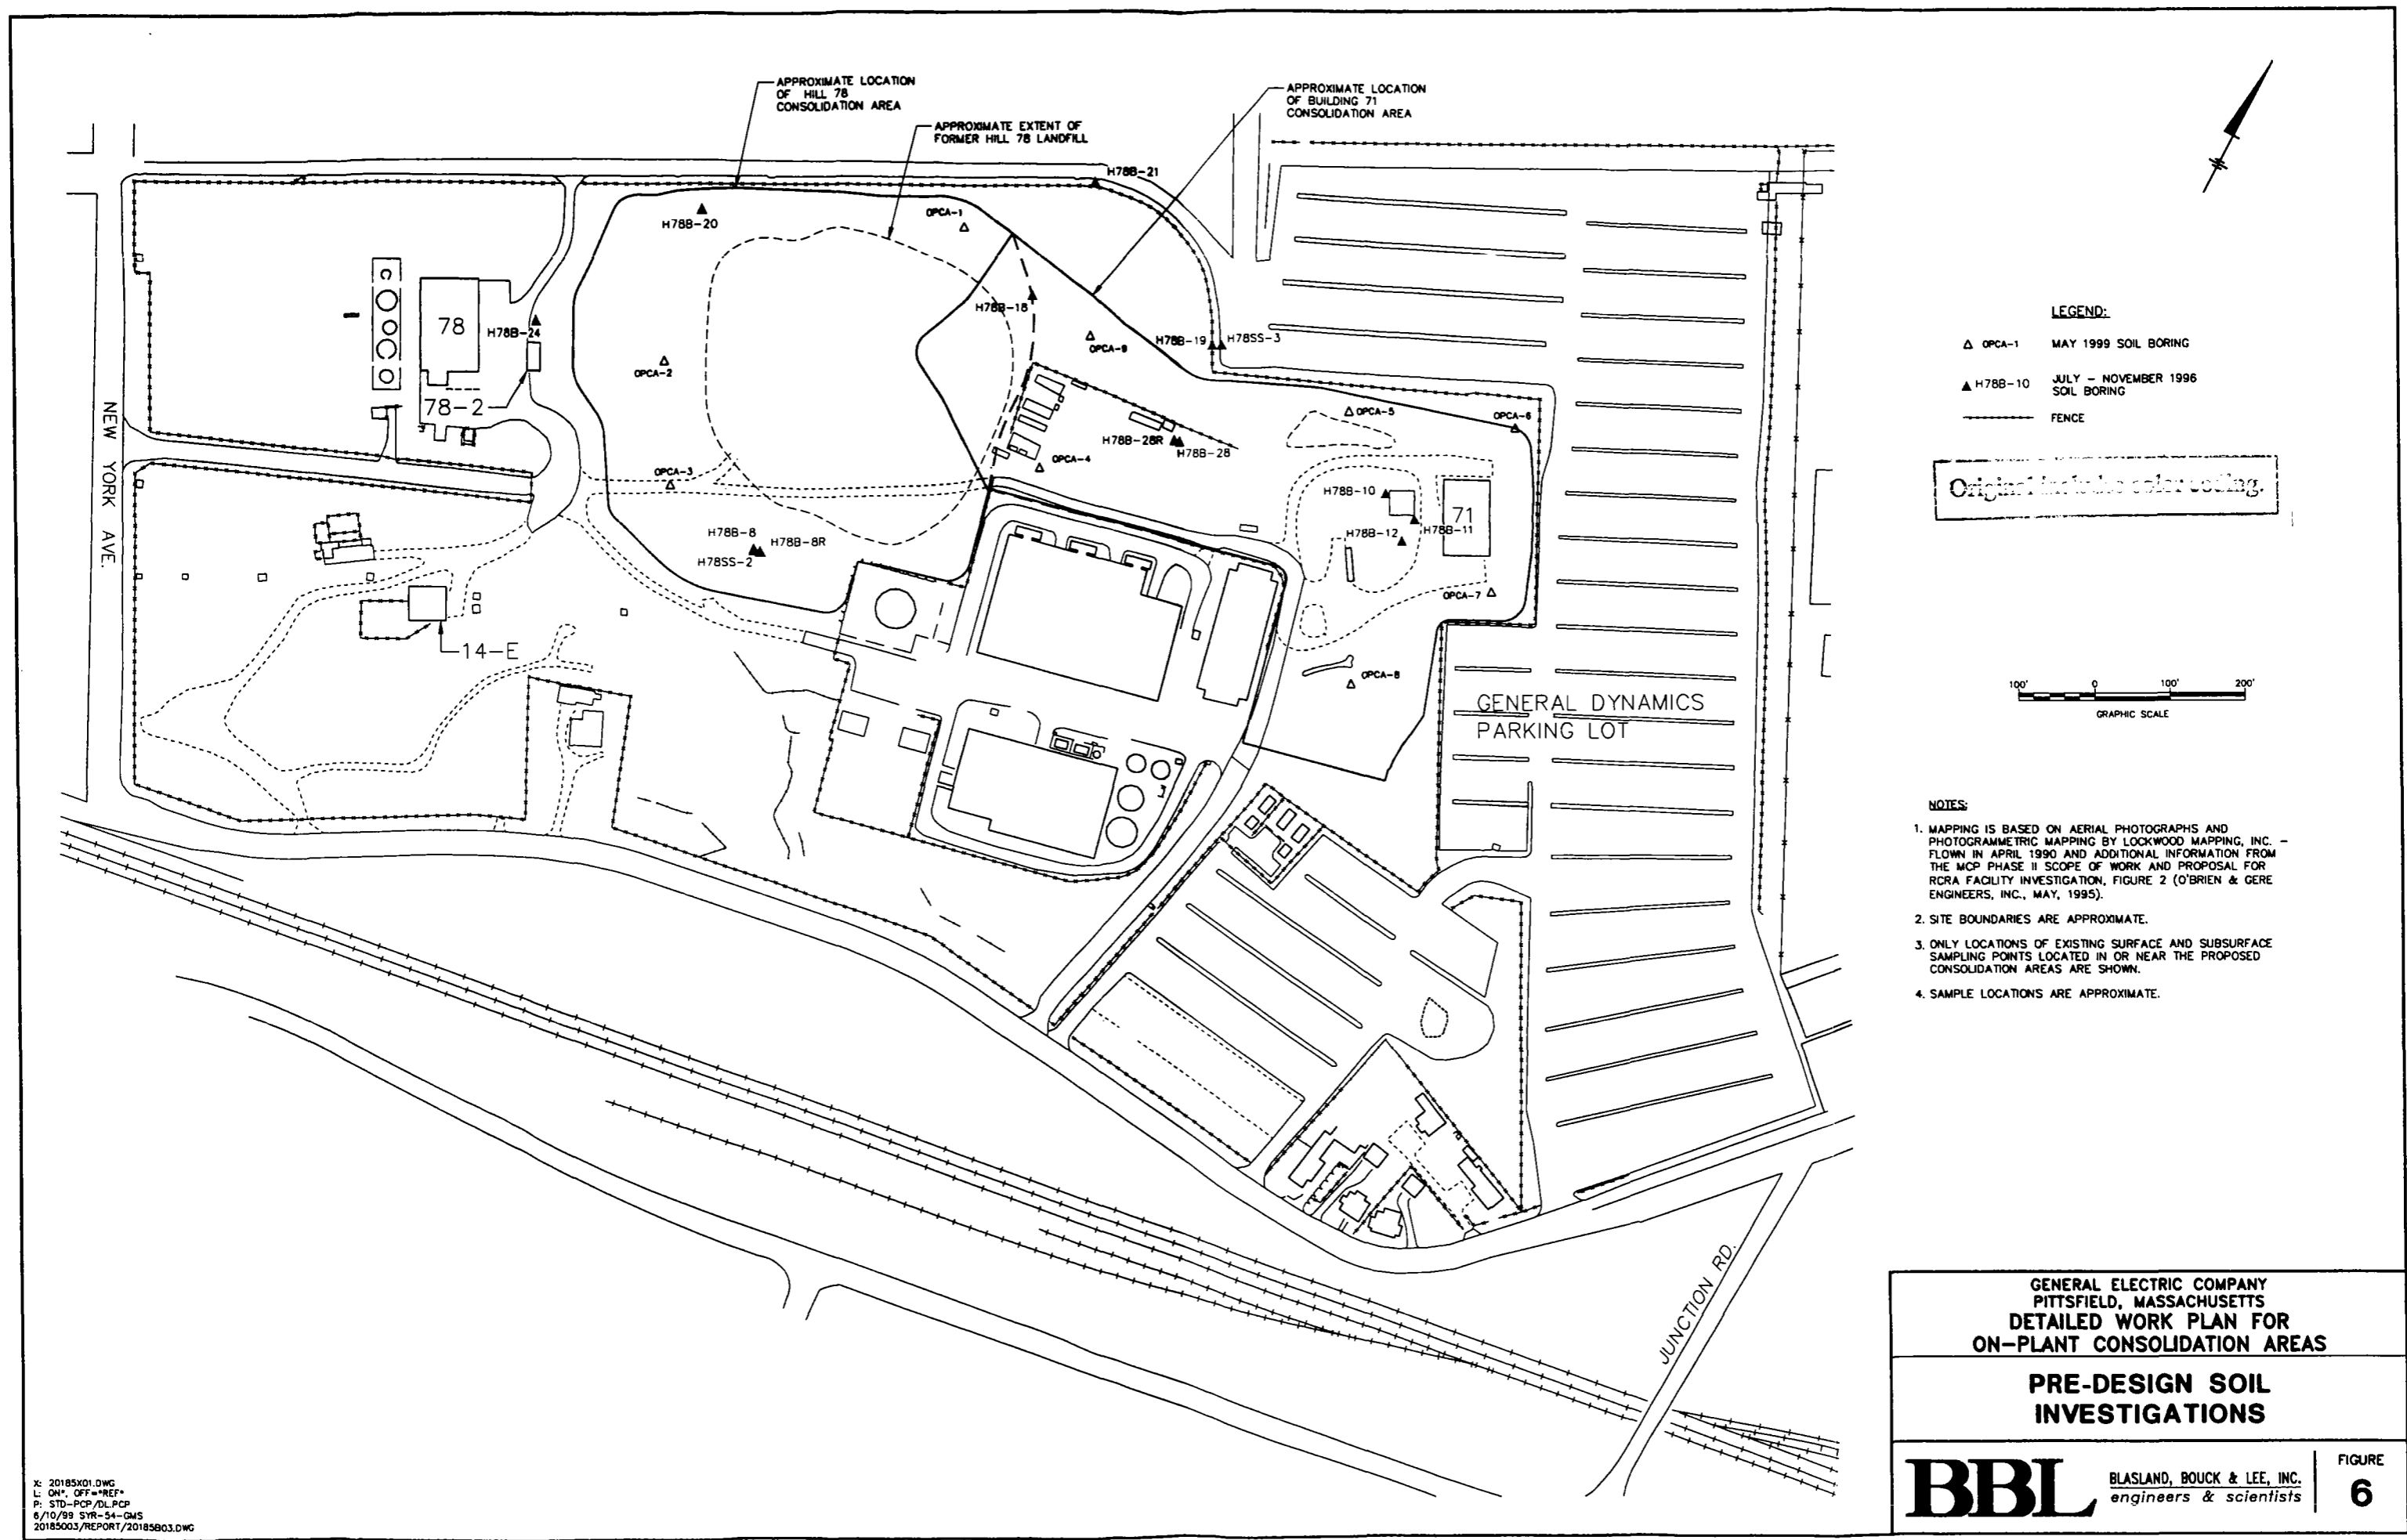 APPROXIMATE LOCATION
OF HILL 78
CONSOLIDATION AREA
APPROXIMATE EXTENT OF
FORMER HILL 78 LANDFILL
APPROXIMATE LOCATION
OF BUILDING 71
CONSOLIDATION AREA
H78B-21
H78B-20
OPCA-1
C
78
H78B-24
H78B-18
OPCA-9
H78B-19
H78SS-3
OPCA-2
78-2
NEW YORK AVE.
OPCA-5
OPCA-6
H78B-28R
H78B-28
OPCA-3
OPCA-4
H78B-10
71
H78B-11
H78B-12
H78B-8
H78B-8R
H78SS-2
OPCA-7
14-E
OPCA-8
GENERAL DYNAMICS
PARKING LOT
JUNCTION RD.
LEGEND:
OPCA-1 MAY 1999 SOIL BORING
H78B-10 JULY - NOVEMBER 1996
SOIL BORING
FENCE
Original includes color coding.
100' 0 100' 200'
GRAPHIC SCALE
NOTES:
1. MAPPING IS BASED ON AERIAL PHOTOGRAPHS AND
PHOTOGRAMMETRIC MAPPING BY LOCKWOOD MAPPING, INC. -
FLOWN IN APRIL 1990 AND ADDITIONAL INFORMATION FROM
THE MCP PHASE II SCOPE OF WORK AND PROPOSAL FOR
RCRA FACILITY INVESTIGATION, FIGURE 2 (O'BRIEN & GERE
ENGINEERS, INC., MAY, 1995).
2. SITE BOUNDARIES ARE APPROXIMATE.
3. ONLY LOCATIONS OF EXISTING SURFACE AND SUBSURFACE
SAMPLING POINTS LOCATED IN OR NEAR THE PROPOSED
CONSOLIDATION AREAS ARE SHOWN.
4. SAMPLE LOCATIONS ARE APPROXIMATE.
GENERAL ELECTRIC COMPANY
PITTSFIELD, MASSACHUSETTS
DETAILED WORK PLAN FOR
ON-PLANT CONSOLIDATION AREAS
PRE-DESIGN SOIL
INVESTIGATIONS
BBL
BLASLAND, BOUCK & LEE, INC.
engineers & scientists
FIGURE
6
X: 20185X01.DWG
L: ON*, OFF=*REF*
P: STD-PCP/DL.PCP
6/10/99 SYR-54-GMS
20185003/REPORT/20185B03.DWG